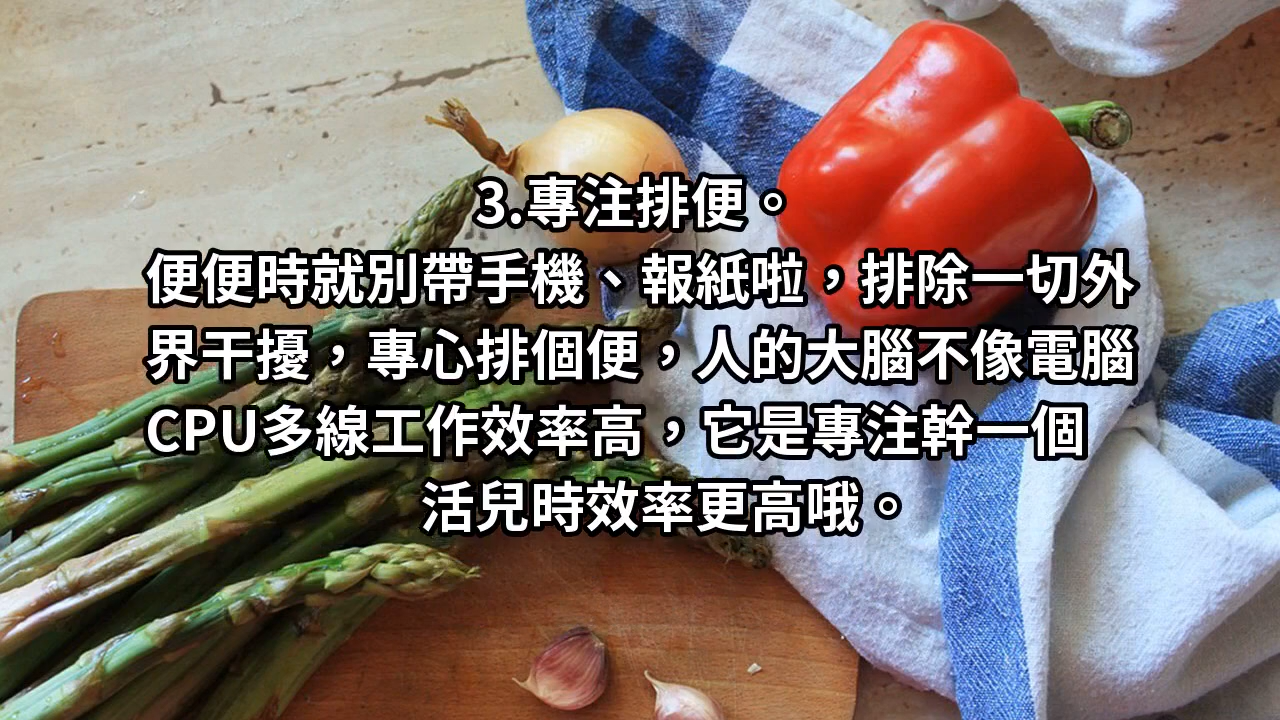 3.專注排便。
便便時就別帶手機、報紙啦，排除一切外
界干擾，專心排個便，人的大腦不像電腦
CPU多線工作效率高，它是專注幹一個
活兒時效率更高哦。